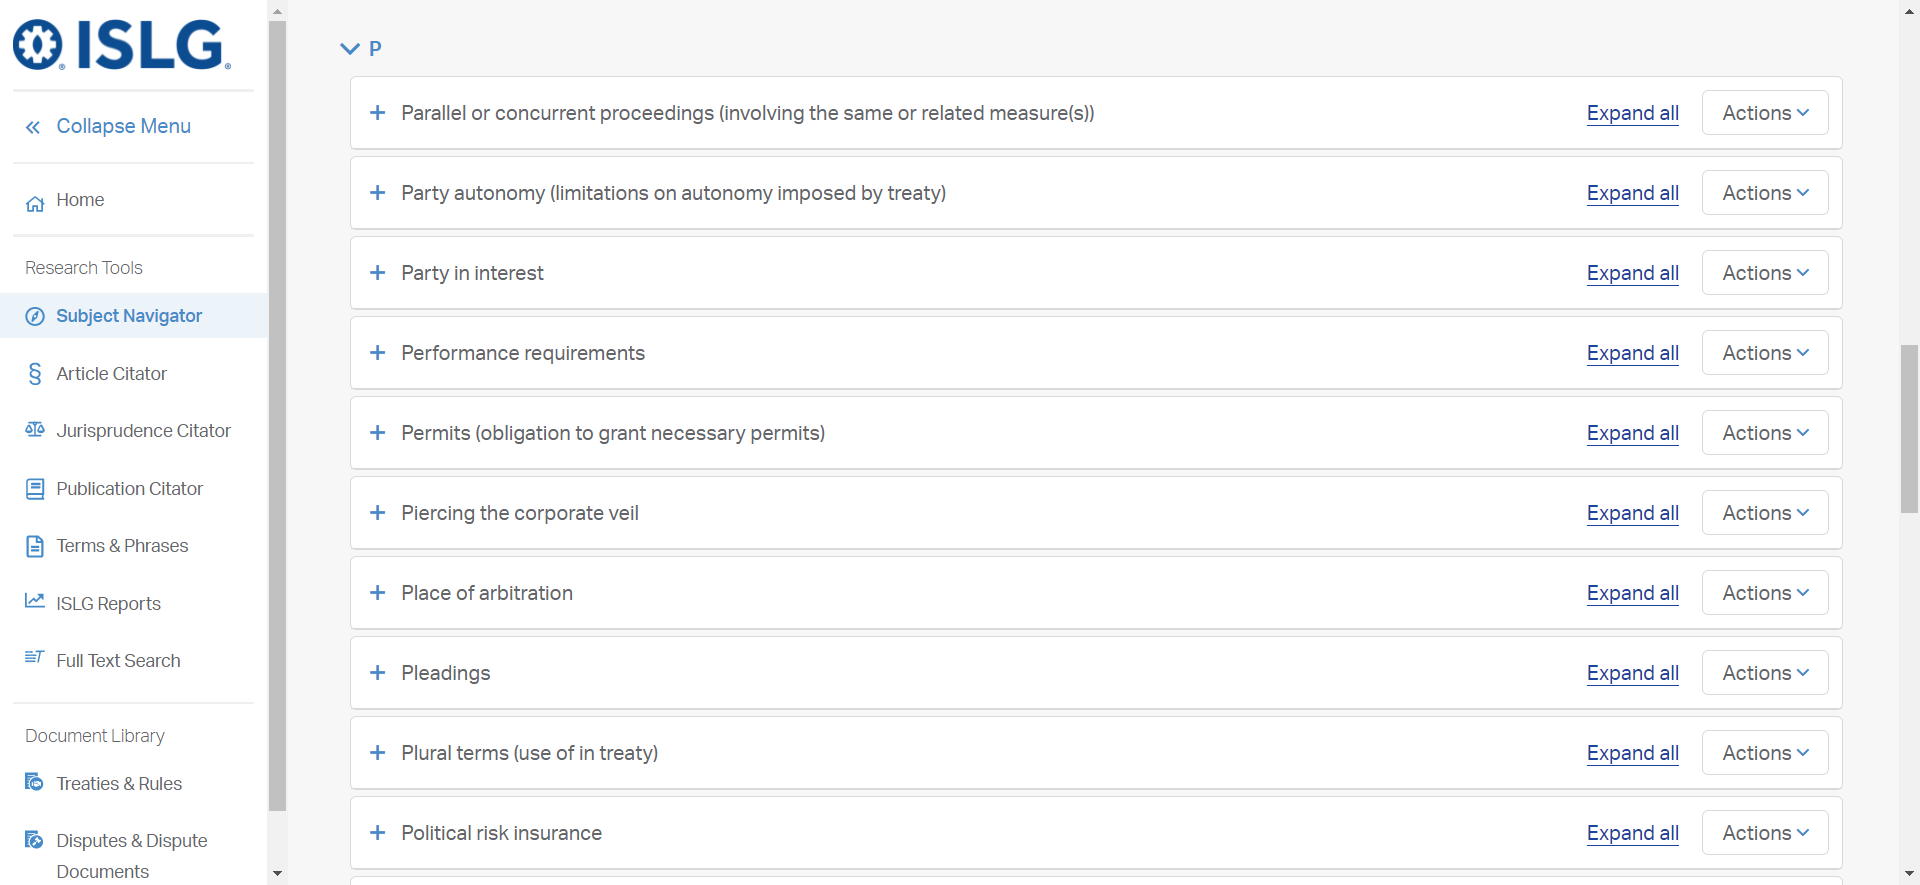 ISLG
Collapse Menu
Home
Research Tools
Subject Navigator
Article Citator
Jurisprudence Citator
Publication Citator
Terms & Phrases
ISLG Reports
Full Text Search
Document Library
Treaties & Rules
Disputes & Dispute
Documents
P
Parallel or concurrent proceedings (involving the same or related measure(s)) Expand all Actions
Party autonomy (limitations on autonomy imposed by treaty) Expand all Actions
Party in interest Expand all Actions
Performance requirements Expand all Actions
Permits (obligation to grant necessary permits) Expand all Actions
Piercing the corporate veil Expand all Actions
Place of arbitration Expand all Actions
Pleadings Expand all Actions
Plural terms (use of in treaty) Expand all Actions
Political risk insurance Expand all Actions